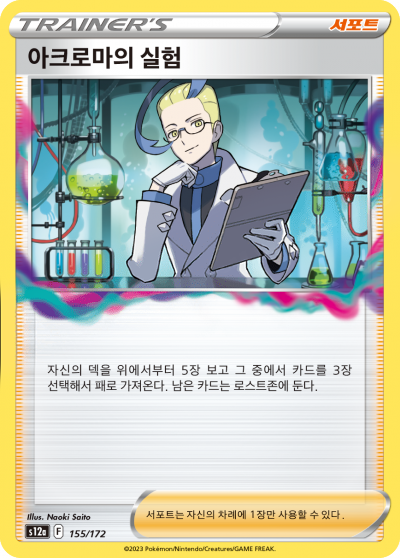 TRAINER'S
서포트
아크로마의 실험
자신의 덱을 위에서부터 5장 보고 그 중에서 카드를 3장
선택해서 패로 가져온다. 남은 카드는 로스트존에 둔다.
Illus. Naoki Saito
s12a F 155/172
서포트는 자신의 차례에 1장만 사용할 수 있다.
©2023 Pokémon/Nintendo/Creatures/GAME FREAK.